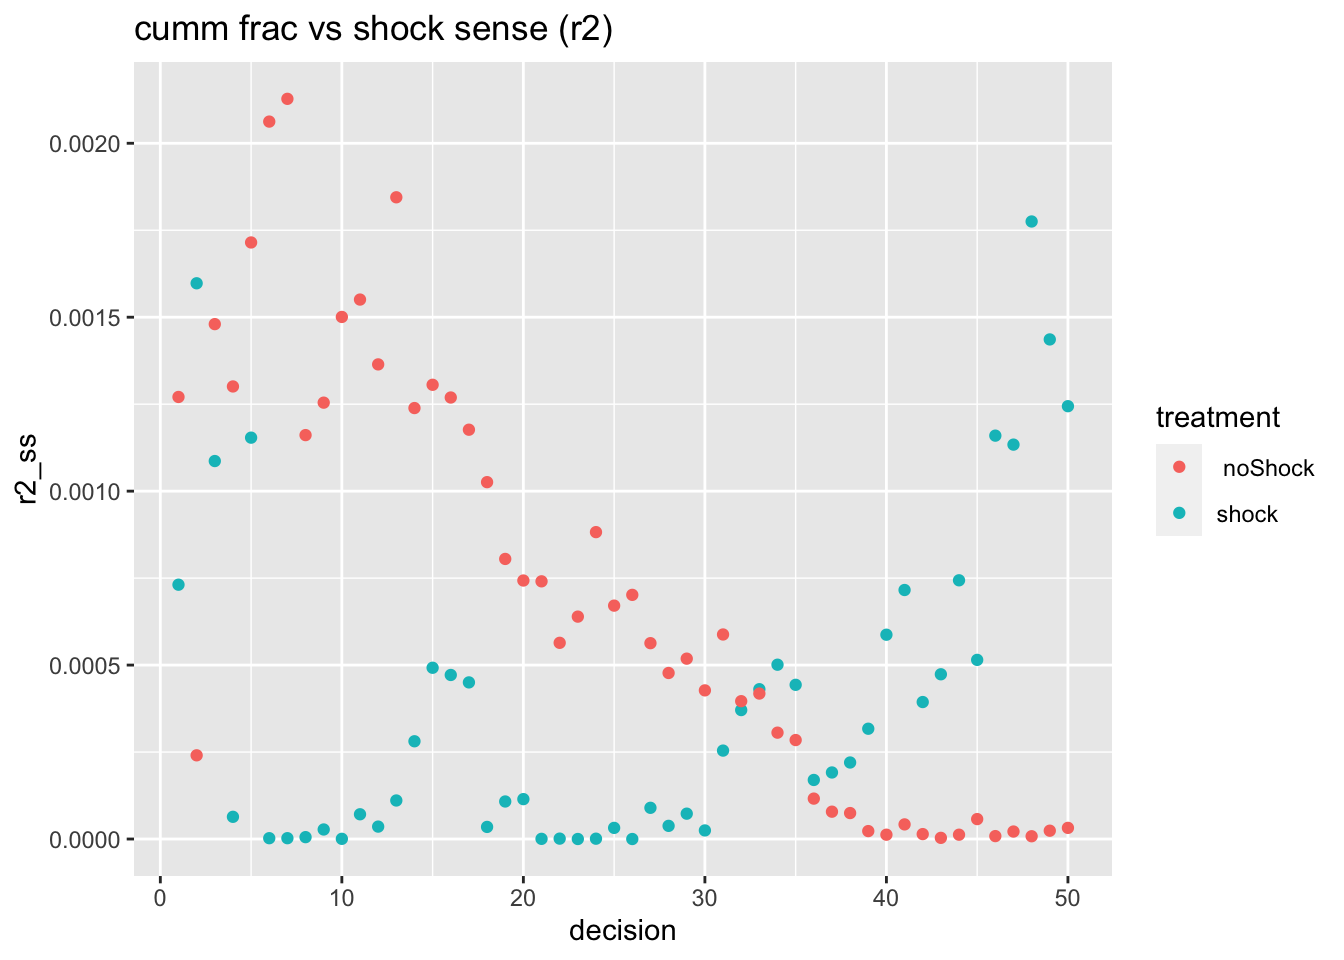 cumm frac vs shock sense (r2)
r2_ss
0.0020
0.0015
0.0010
0.0005
0.0000
0 10 20 30 40 50
decision
treatment
noShock
shock